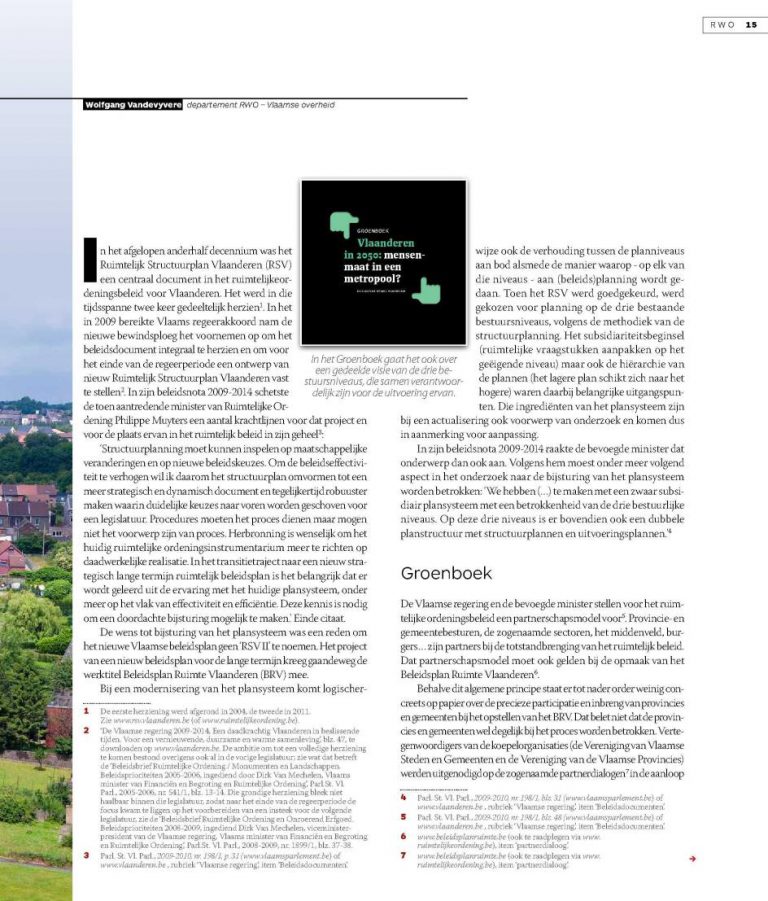 RWO 15
Wolfgang Vandevyvere departement RWO – Vlaamse overheid
In het afgelopen anderhalf decennium was het
Ruimtelijk Structuurplan Vlaanderen (RSV)
een centraal document in het ruimtelijkeor-
deningsbeleid voor Vlaanderen. Het werd in die
tijdsspanne twee keer gedeeltelijk herzien¹. In het
in 2009 bereikte Vlaams regeerakkoord nam de
nieuwe bewindsploeg het voornemen op om het
beleidsdocument integraal te herzien en om voor
het einde van de regeerperiode een ontwerp van
nieuw Ruimtelijk Structuurplan Vlaanderen vast
te stellen². In zijn beleidsnota 2009-2014 schetste
de toen aantredende minister van Ruimtelijke Or-
dening Philippe Muyters een aantal krachtlijnen voor dat project en
voor de plaats ervan in het ruimtelijk beleid in zijn geheel³:
‘Structuurplanning moet kunnen inspelen op maatschappelijke
veranderingen en op nieuwe beleidskeuzes. Om de beleidseffectivi-
teit te verhogen wil ik daarom het structuurplan omvormen tot een
meer strategisch en dynamisch document en tegelijkertijd robuuster
maken waarin duidelijke keuzes naar voren worden geschoven voor
een legislatuur. Procedures moeten het proces dienen maar mogen
niet het voorwerp zijn van proces. Herbronning is wenselijk om het
huidig ruimtelijke ordeningsinstrumentarium meer te richten op
daadwerkelijke realisatie. In het transitietraject naar een nieuw stra-
tegisch lange termijn ruimtelijk beleidsplan is het belangrijk dat er
wordt geleerd uit de ervaring met het huidige plansysteem, onder
meer op het vlak van effectiviteit en efficiëntie. Deze kennis is nodig
om een doordachte bijsturing mogelijk te maken.’ Einde citaat.
De wens tot bijsturing van het plansysteem was een reden om
het nieuwe Vlaamse beleidsplan geen ‘RSV II’ te noemen. Het project
van een nieuw beleidsplan voor de lange termijn kreeg gaandeweg de
werktitel Beleidsplan Ruimte Vlaanderen (BRV) mee.
Bij een modernisering van het plansysteem komt logischer-
GROENBOEK
Vlaanderen
in 2050: mensen-
maat in een
metropool?
In het Groenboek gaat het ook over
een gedeelde visie van de drie be-
stuursniveaus, die samen verantwoor-
delijk zijn voor de uitvoering ervan.
wijze ook de verhouding tussen de planniveaus
aan bod alsmede de manier waarop - op elk van
die niveaus - aan (beleids)planning wordt ge-
daan. Toen het RSV werd goedgekeurd, werd
gekozen voor planning op de drie bestaande
bestuursniveaus, volgens de methodiek van de
structuurplanning. Het subsidiariteitsbeginsel
(ruimtelijke vraagstukken aanpakken op het
geëigende niveau) maar ook de hiërarchie van
de plannen (het lagere plan schikt zich naar het
hogere) waren daarbij belangrijke uitgangspun-
ten. Die ingrediënten van het plansysteem zijn
bij een actualisering ook voorwerp van onderzoek en komen dus
in aanmerking voor aanpassing.
In zijn beleidsnota 2009-2014 raakte de bevoegde minister dat
onderwerp dan ook aan. Volgens hem moest onder meer volgend
aspect in het onderzoek naar de bijsturing van het plansysteem
worden betrokken: ‘We hebben (…) te maken met een zwaar subsi-
diair plansysteem met een betrokkenheid van de drie bestuurlijke
niveaus. Op deze drie niveaus is er bovendien ook een dubbele
planstructuur met structuurplannen en uitvoeringsplannen.’⁴
Groenboek
De Vlaamse regering en de bevoegde minister stellen voor het ruim-
telijke ordeningsbeleid een partnerschapsmodel voor⁵. Provincie- en
gemeentebesturen, de zogenaamde sectoren, het middenveld, bur-
gers… zijn partners bij de totstandbrenging van het ruimtelijk beleid.
Dat partnerschapsmodel moet ook gelden bij de opmaak van het
Beleidsplan Ruimte Vlaanderen⁶.
Behalve dit algemene principe staat er tot nader order weinig con-
creets op papier over de precieze participatie en inbreng van provincies
en gemeenten bij het opstellen van het BRV. Dat belet niet dat de provin-
cies en gemeenten wel degelijk bij het proces worden betrokken. Verte-
genwoordigers van de koepelorganisaties (de Vereniging van Vlaamse
Steden en Gemeenten en de Vereniging van de Vlaamse Provincies)
werden uitgenodigd op de zogenaamde partnerdialogen⁷ in de aanloop
1 De eerste herziening werd afgerond in 2004, de tweede in 2011.
Zie www.rsv.vlaanderen.be (of www.ruimtelijkeordening.be).
2 ‘De Vlaamse regering 2009-2014. Een daadkrachtig Vlaanderen in beslissende
tijden. Voor een vernieuwende, duurzame en warme samenleving’, blz. 47, te
downloaden op www.vlaanderen.be. De ambitie om tot een volledige herziening
te komen bestond overigens ook al in de vorige legislatuur: zie wat dat betreft
de ‘Beleidsbrief Ruimtelijke Ordening / Monumenten en Landschappen.
Beleidsprioriteiten 2005-2006, ingediend door Dirk Van Mechelen, Vlaams
minister van Financiën en Begroting en Ruimtelijke Ordening’, Parl St. Vl.
Parl., 2005-2006, nr. 541/1, blz. 13-14. Die grondige herziening bleek niet
haalbaar binnen die legislatuur, zodat naar het einde van de regeerperiode de
focus kwam te liggen op het voorbereiden van een insteek voor de volgende
legislatuur, zie de ‘Beleidsbrief Ruimtelijke Ordening en Onroerend Erfgoed.
Beleidsprioriteiten 2008-2009, ingediend Dirk Van Mechelen, viceminister-
president van de Vlaamse regering, Vlaams minister van Financiën en Begroting
en Ruimtelijke Ordening’, Parl.St. Vl. Parl., 2008-2009, nr. 1899/1, blz. 37-38.
3 Parl. St. Vl. Parl., 2009-2010, nr. 198/1, p. 31 (www.vlaamsparlement.be) of
www.vlaanderen.be , rubriek ‘Vlaamse regering’, item ‘Beleidsdocumenten’.
4 Parl. St. Vl. Parl., 2009-2010, nr. 198/1, blz. 31 (www.vlaamsparlement.be) of
www.vlaanderen.be , rubriek ‘Vlaamse regering’, item ‘Beleidsdocumenten’.
5 Parl. St. Vl. Parl., 2009-2010, nr. 198/1, blz. 48 (www.vlaamsparlement.be) of
www.vlaanderen.be , rubriek ‘Vlaamse regering’, item ‘Beleidsdocumenten’.
6 www.beleidsplanruimte.be (ook te raadplegen via www.
ruimtelijkeordening.be), item ‘partnerdialoog’.
7 www.beleidsplanruimte.be (ook te raadplegen via www.
ruimtelijkeordening.be), item ‘partnerdialoog’.